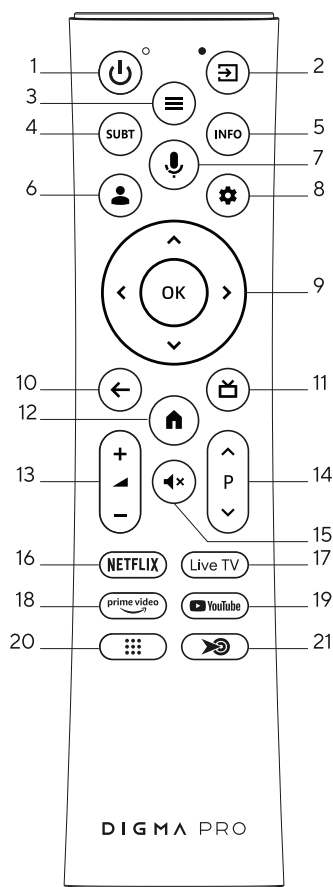 1 2
3
4 SUBT INFO 5
7
6 8
OK 9
10 11
12
13 + − P 14
15
16 NETFLIX Live TV 17
18 prime video YouTube 19
20 21
DIGMA PRO